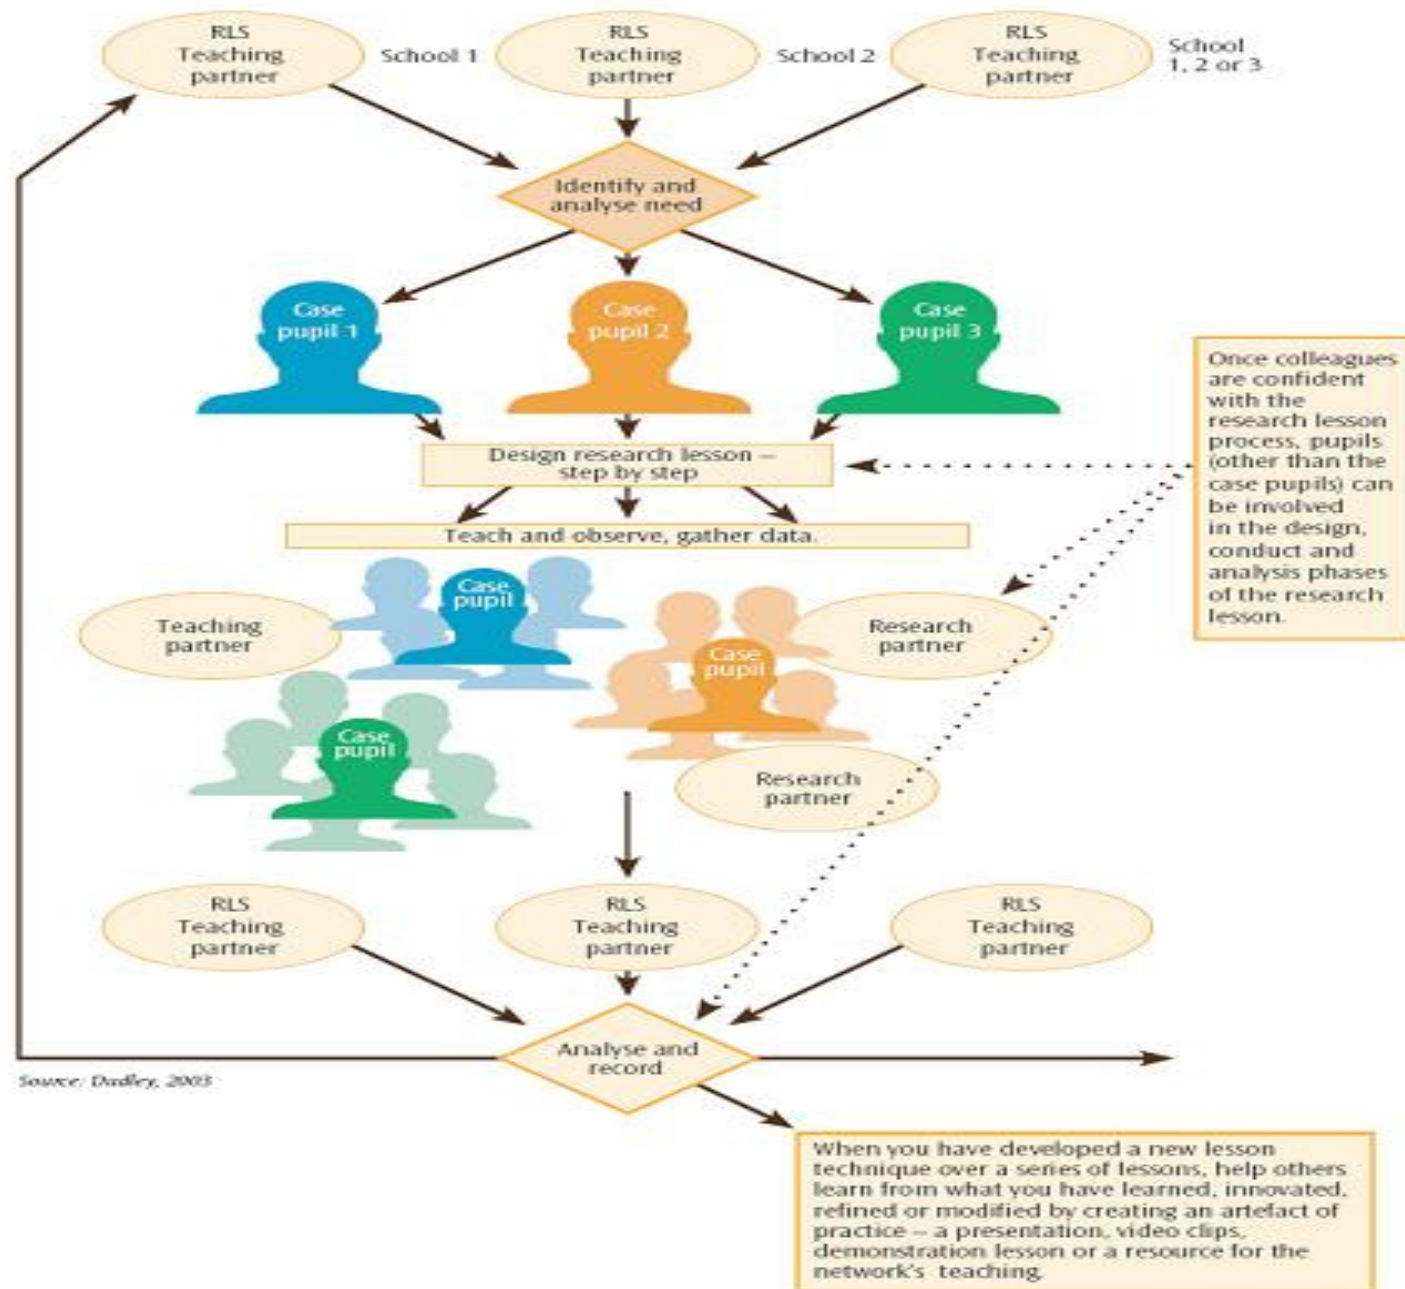 RLS
Teaching
partner
School 1
RLS
Teaching
partner
School 2
RLS
Teaching
partner
School
1, 2 or 3
Identify and
analyse need
Case
pupil 1
Case
pupil 2
Case
pupil 3
Once colleagues
are confident
with the
research lesson
process, pupils
(other than the
case pupils) can
be involved
in the design,
conduct and
analysis phases
of the research
lesson.
Design research lesson –
step by step
Teach and observe, gather data.
Teaching
partner
Case
pupil
Case
pupil
Research
partner
Case
pupil
Research
partner
RLS
Teaching
partner
RLS
Teaching
partner
RLS
Teaching
partner
Analyse and
record
Source: Dudley, 2003
When you have developed a new lesson
technique over a series of lessons, help others
learn from what you have learned, innovated,
refined or modified by creating an artefact of
practice – a presentation, video clips,
demonstration lesson or a resource for the
network's teaching.